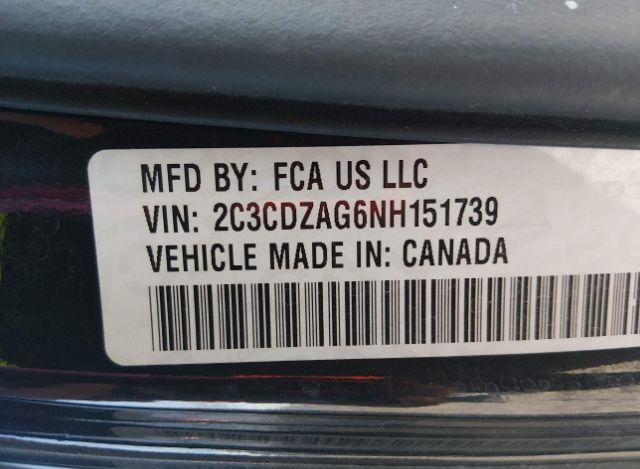 MFD BY: FCA US LLC
VIN: 2C3CDZAG6NH151739
VEHICLE MADE IN: CANADA